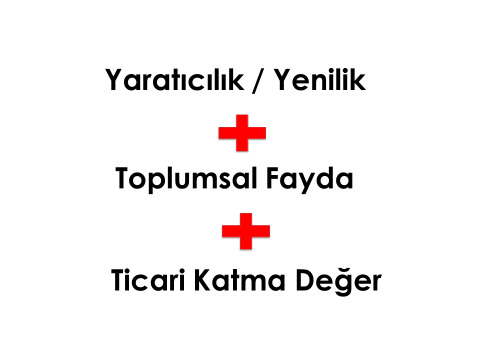 Yaratıcılık / Yenilik
Toplumsal Fayda
Ticari Katma Değer